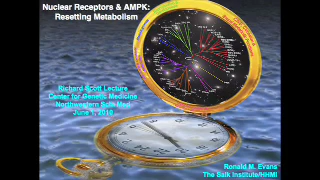 Nuclear Receptors & AMPK:
Resetting Metabolism
Richard Scott Lecture
Center for Genetic Medicine
Northwestern Schl Med
June 1, 2010
Ronald M. Evans
The Salk Institute/HHMI